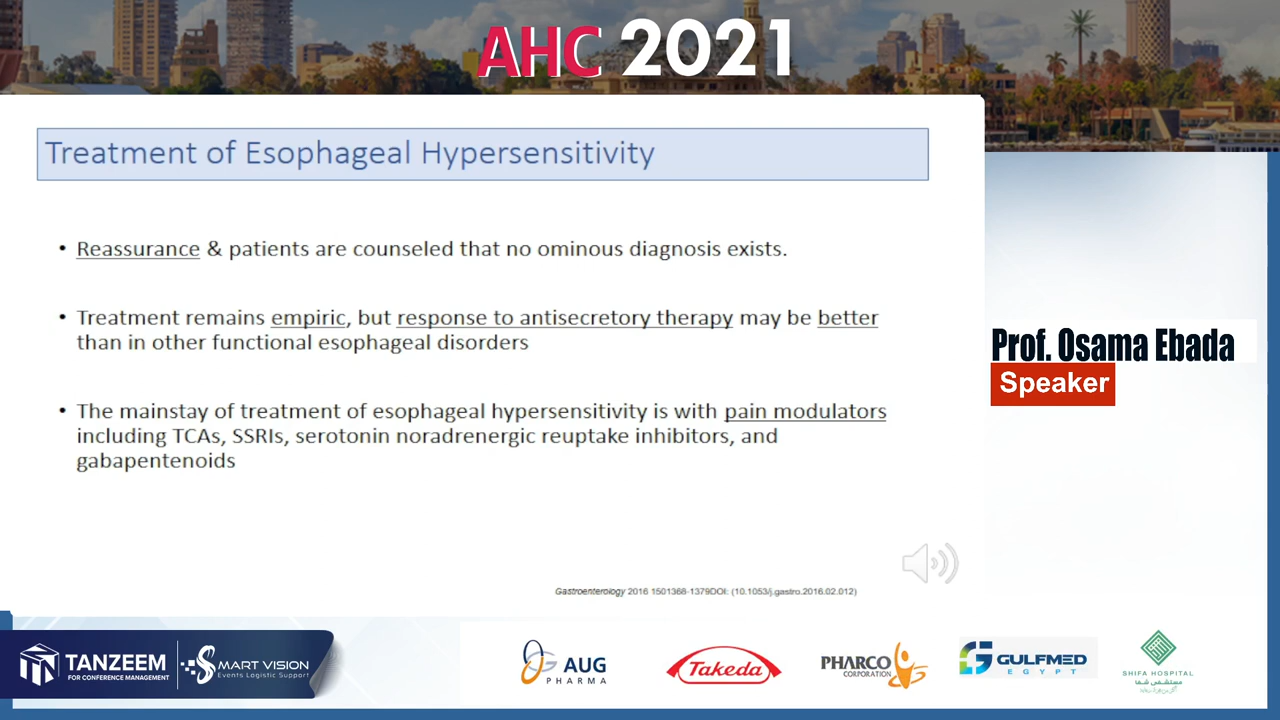 AHC 2021
Treatment of Esophageal Hypersensitivity
• Reassurance & patients are counseled that no ominous diagnosis exists.
• Treatment remains empiric, but response to antisecretory therapy may be better
than in other functional esophageal disorders
• The mainstay of treatment of esophageal hypersensitivity is with pain modulators
including TCAs, SSRIs, serotonin noradrenergic reuptake inhibitors, and
gabapentenoids
Gastroenterology 2016 1501368-1379DOI: (10.1053/j.gastro.2016.02.012)
Prof. Osama Ebada
Speaker
TANZEEM
FOR CONFERENCE MANAGEMENT
SMART VISION
Events Logistic Support
AUG
PHARMA
Takeda
PHARCO
CORPORATION
GULFMED
EGYPT
SHIFA HOSPITAL
مستشفى شفا